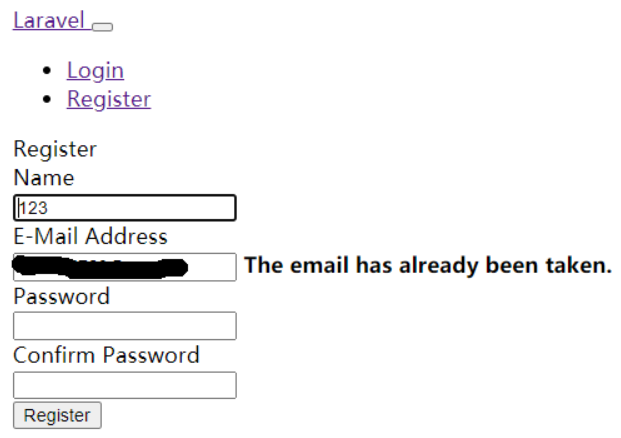 Laravel
Login
Register
Register
Name
123
E-Mail Address
The email has already been taken.
Password
Confirm Password
Register